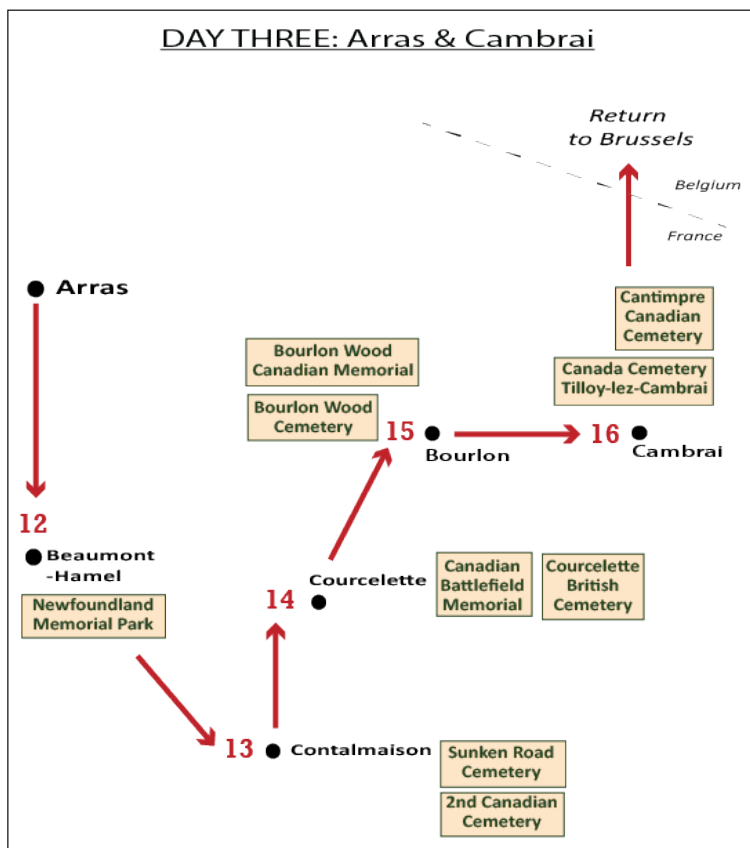 DAY THREE: Arras & Cambrai
Return
to Brussels
Belgium
France
Arras
Cantimpre
Canadian
Cemetery
Bourlon Wood
Canadian Memorial
Canada Cemetery
Tilloy-lez-Cambrai
Bourlon Wood
Cemetery
15
Bourlon
16
Cambrai
12
Beaumont
-Hamel
Newfoundland
Memorial Park
14
Courcelette
Canadian
Battlefield
Memorial
Courcelette
British
Cemetery
13
Contalmaison
Sunken Road
Cemetery
2nd Canadian
Cemetery